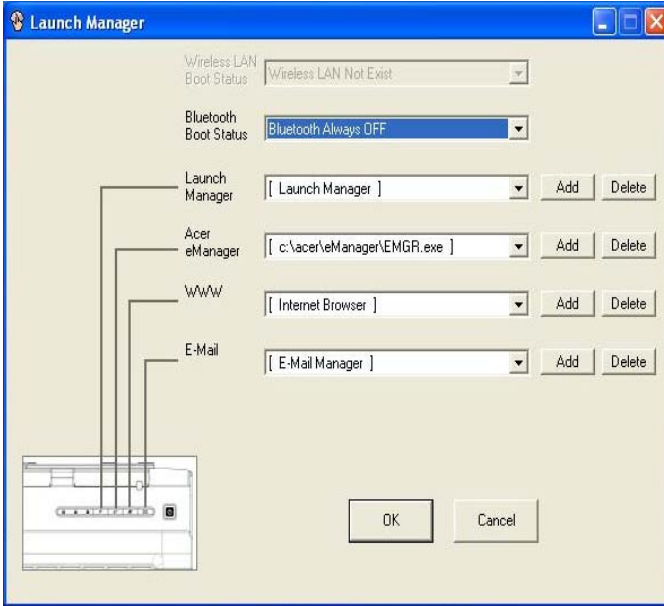 Launch Manager
Wireless LAN
Boot Status
Wireless LAN Not Exist
Bluetooth
Boot Status
Bluetooth Always OFF
Launch
Manager
[ Launch Manager ]
Add
Delete
Acer
eManager
[ c:\acer\eManager\EMGR.exe ]
Add
Delete
WWW
[ Internet Browser ]
Add
Delete
E-Mail
[ E-Mail Manager ]
Add
Delete
OK
Cancel